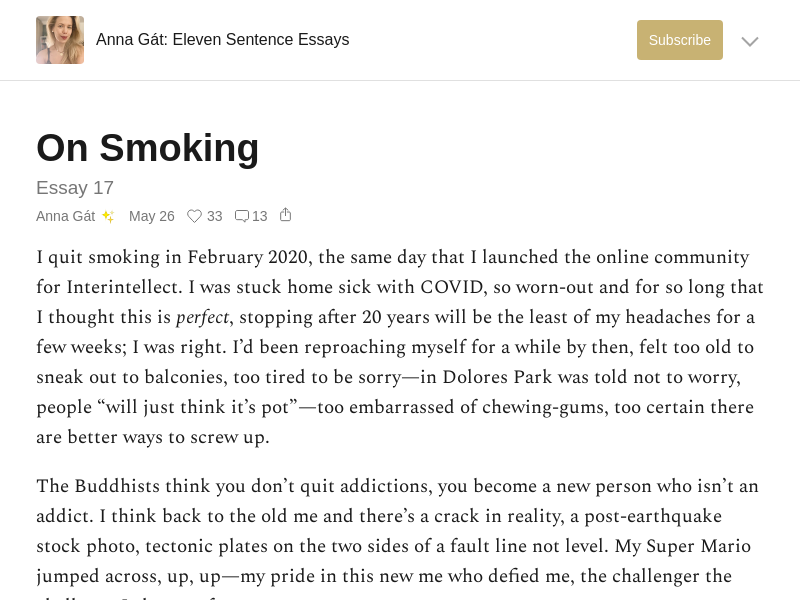 Anna Gát: Eleven Sentence Essays
Subscribe
On Smoking
Essay 17
Anna Gát ✨ May 26 33 13
I quit smoking in February 2020, the same day that I launched the online community
for Interintellect. I was stuck home sick with COVID, so worn-out and for so long that
I thought this is perfect, stopping after 20 years will be the least of my headaches for a
few weeks; I was right. I’d been reproaching myself for a while by then, felt too old to
sneak out to balconies, too tired to be sorry—in Dolores Park was told not to worry,
people “will just think it’s pot”—too embarrassed of chewing-gums, too certain there
are better ways to screw up.
The Buddhists think you don’t quit addictions, you become a new person who isn’t an
addict. I think back to the old me and there’s a crack in reality, a post-earthquake
stock photo, tectonic plates on the two sides of a fault line not level. My Super Mario
jumped across, up, up—my pride in this new me who defied me, the challenger the